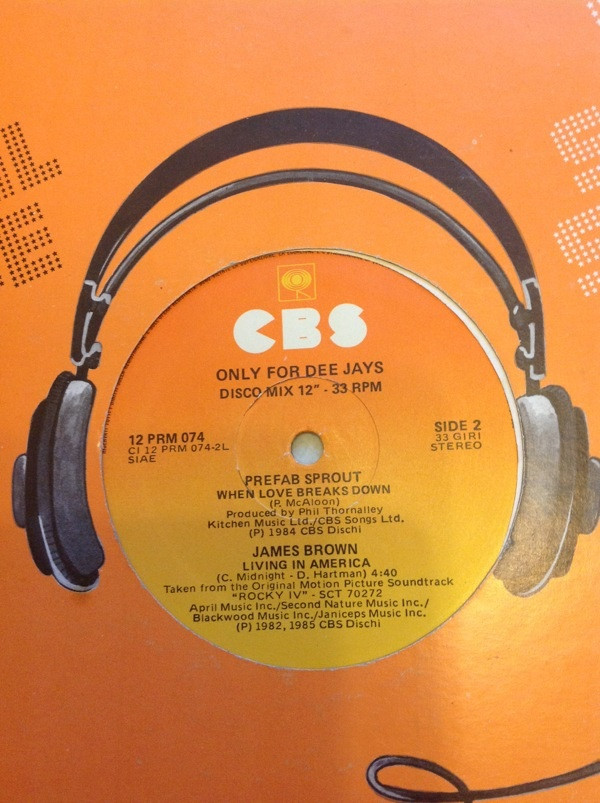 CBS
ONLY FOR DEE JAYS
DISCO MIX 12" - 33 RPM
12 PRM 074
CI 12 PRM 074-2L
SIAE
SIDE 2
33 GIRI
STEREO
PREFAB SPROUT
WHEN LOVE BREAKS DOWN
(P. McAloon)
Produced by Phil Thornalley
Kitchen Music Ltd./CBS Songs Ltd.
(P) 1984 CBS Dischi
JAMES BROWN
LIVING IN AMERICA
(C. Midnight - D. Hartman) 4:40
Taken from the Original Motion Picture Soundtrack
"ROCKY IV" - SCT 70272
April Music Inc./Second Nature Music Inc./
Blackwood Music Inc./Janiceps Music Inc.
(P) 1982, 1985 CBS Dischi